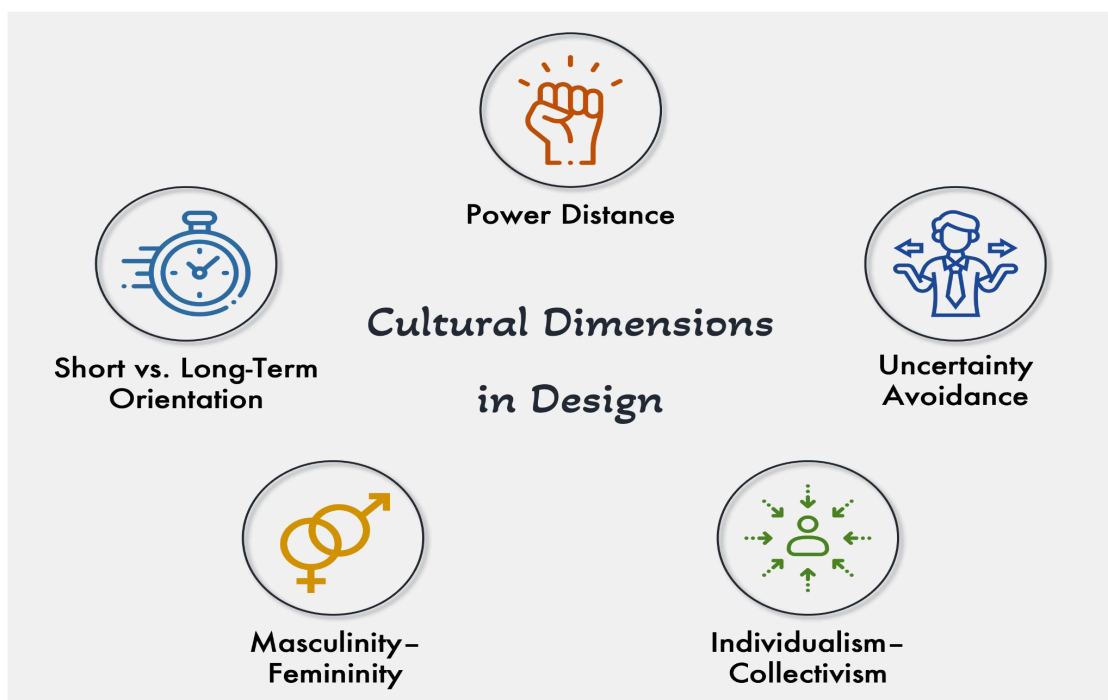 Power Distance
Cultural Dimensions
in Design
Short vs. Long-Term
Orientation
Uncertainty
Avoidance
Masculinity–
Femininity
Individualism–
Collectivism